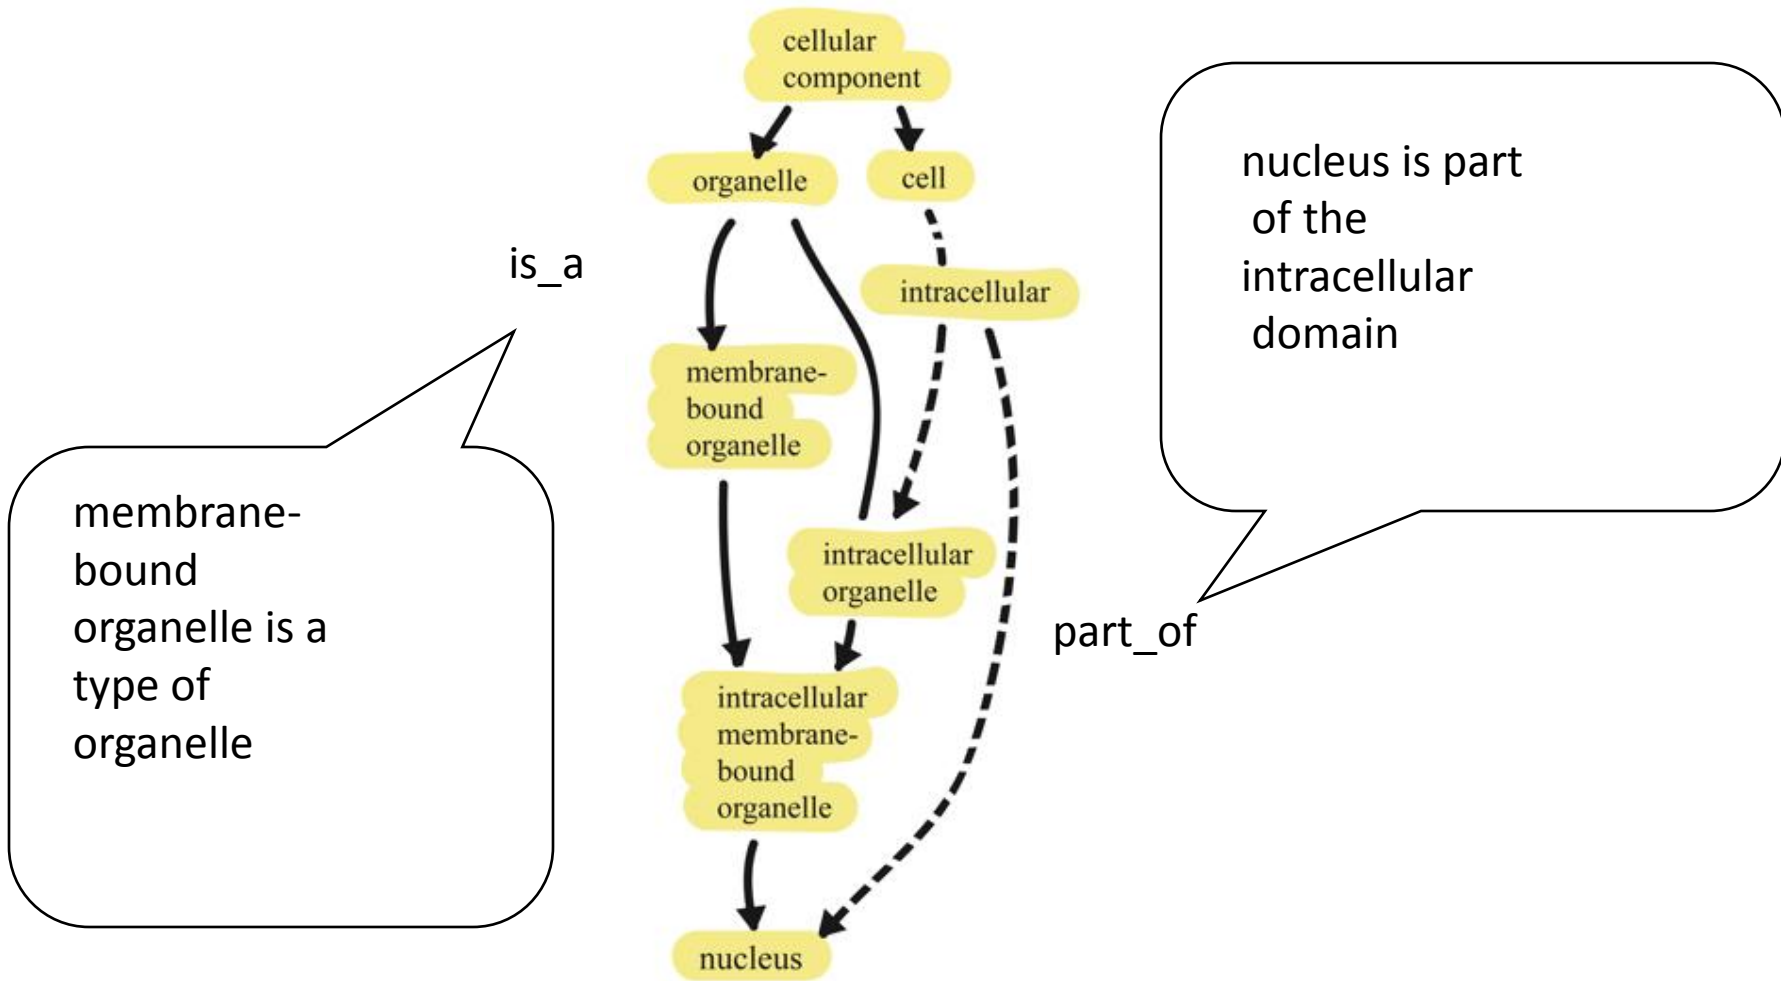 cellular
component
organelle
cell
is_a
intracellular
membrane-
bound
organelle
intracellular
organelle
part_of
intracellular
membrane-
bound
organelle
nucleus
nucleus is part
of the
intracellular
domain
membrane-
bound
organelle is a
type of
organelle